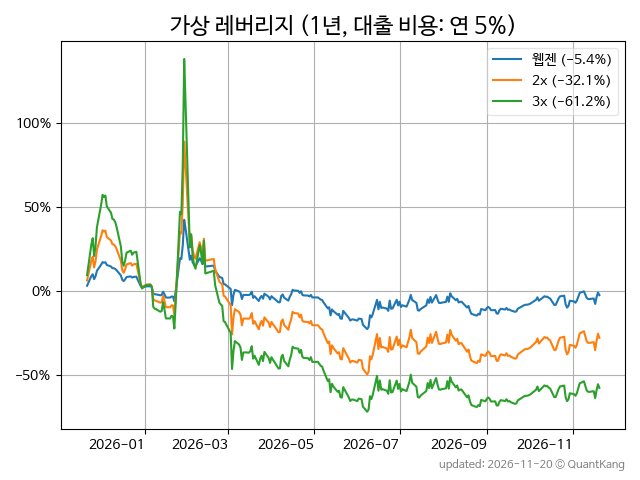 가상 레버리지 (1년, 대출 비용: 연 5%)
웹젠 (−5.4%)
2x (−32.1%)
3x (−61.2%)
100%
50%
0%
−50%
2026-01 2026-03 2026-05 2026-07 2026-09 2026-11
updated: 2026-11-20 © QuantKang